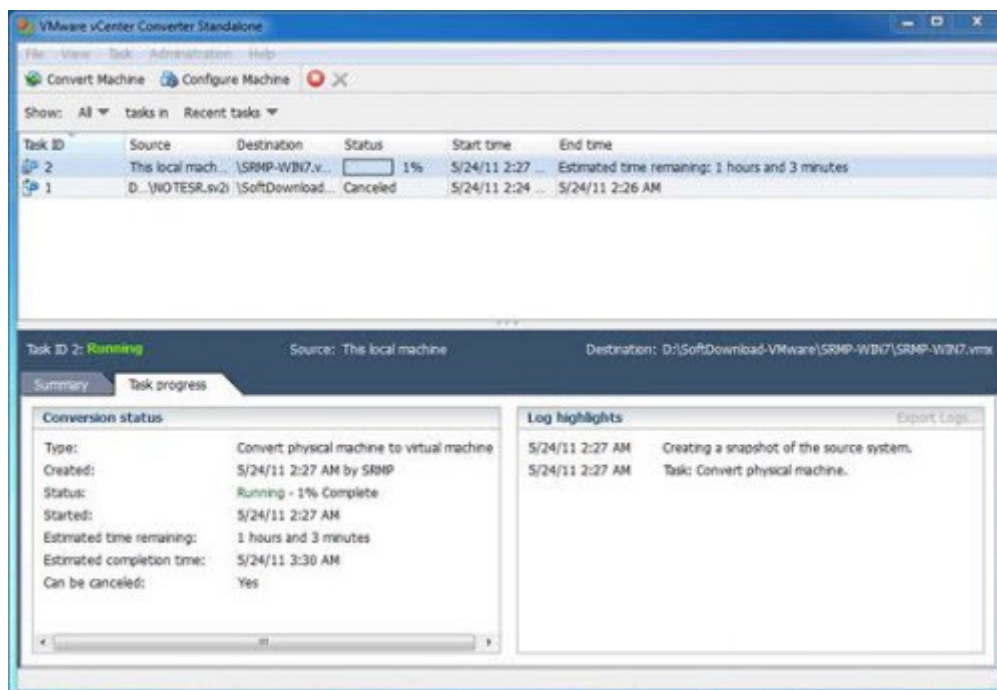 VMware vCenter Converter Standalone
File View Task Administration Help
Convert Machine Configure Machine
Show: All tasks in Recent tasks
Task ID Source Destination Status Start time End time
2 This local mach... \SRMP-WIN7.v... 1% 5/24/11 2:27 ... Estimated time remaining: 1 hours and 3 minutes
1 D...\NOTESR.sv2i \SoftDownload... Canceled 5/24/11 2:24 ... 5/24/11 2:26 AM
Task ID 2: Running Source: This local machine Destination: D:\SoftDownload-VMware\SRMP-WIN7\SRMP-WIN7.vmx
Summary Task progress
Conversion status
Type: Convert physical machine to virtual machine
Created: 5/24/11 2:27 AM by SRMP
Status: Running - 1% Complete
Started: 5/24/11 2:27 AM
Estimated time remaining: 1 hours and 3 minutes
Estimated completion time: 5/24/11 3:30 AM
Can be canceled: Yes
Log highlights Export Logs...
5/24/11 2:27 AM Creating a snapshot of the source system.
5/24/11 2:27 AM Task: Convert physical machine.